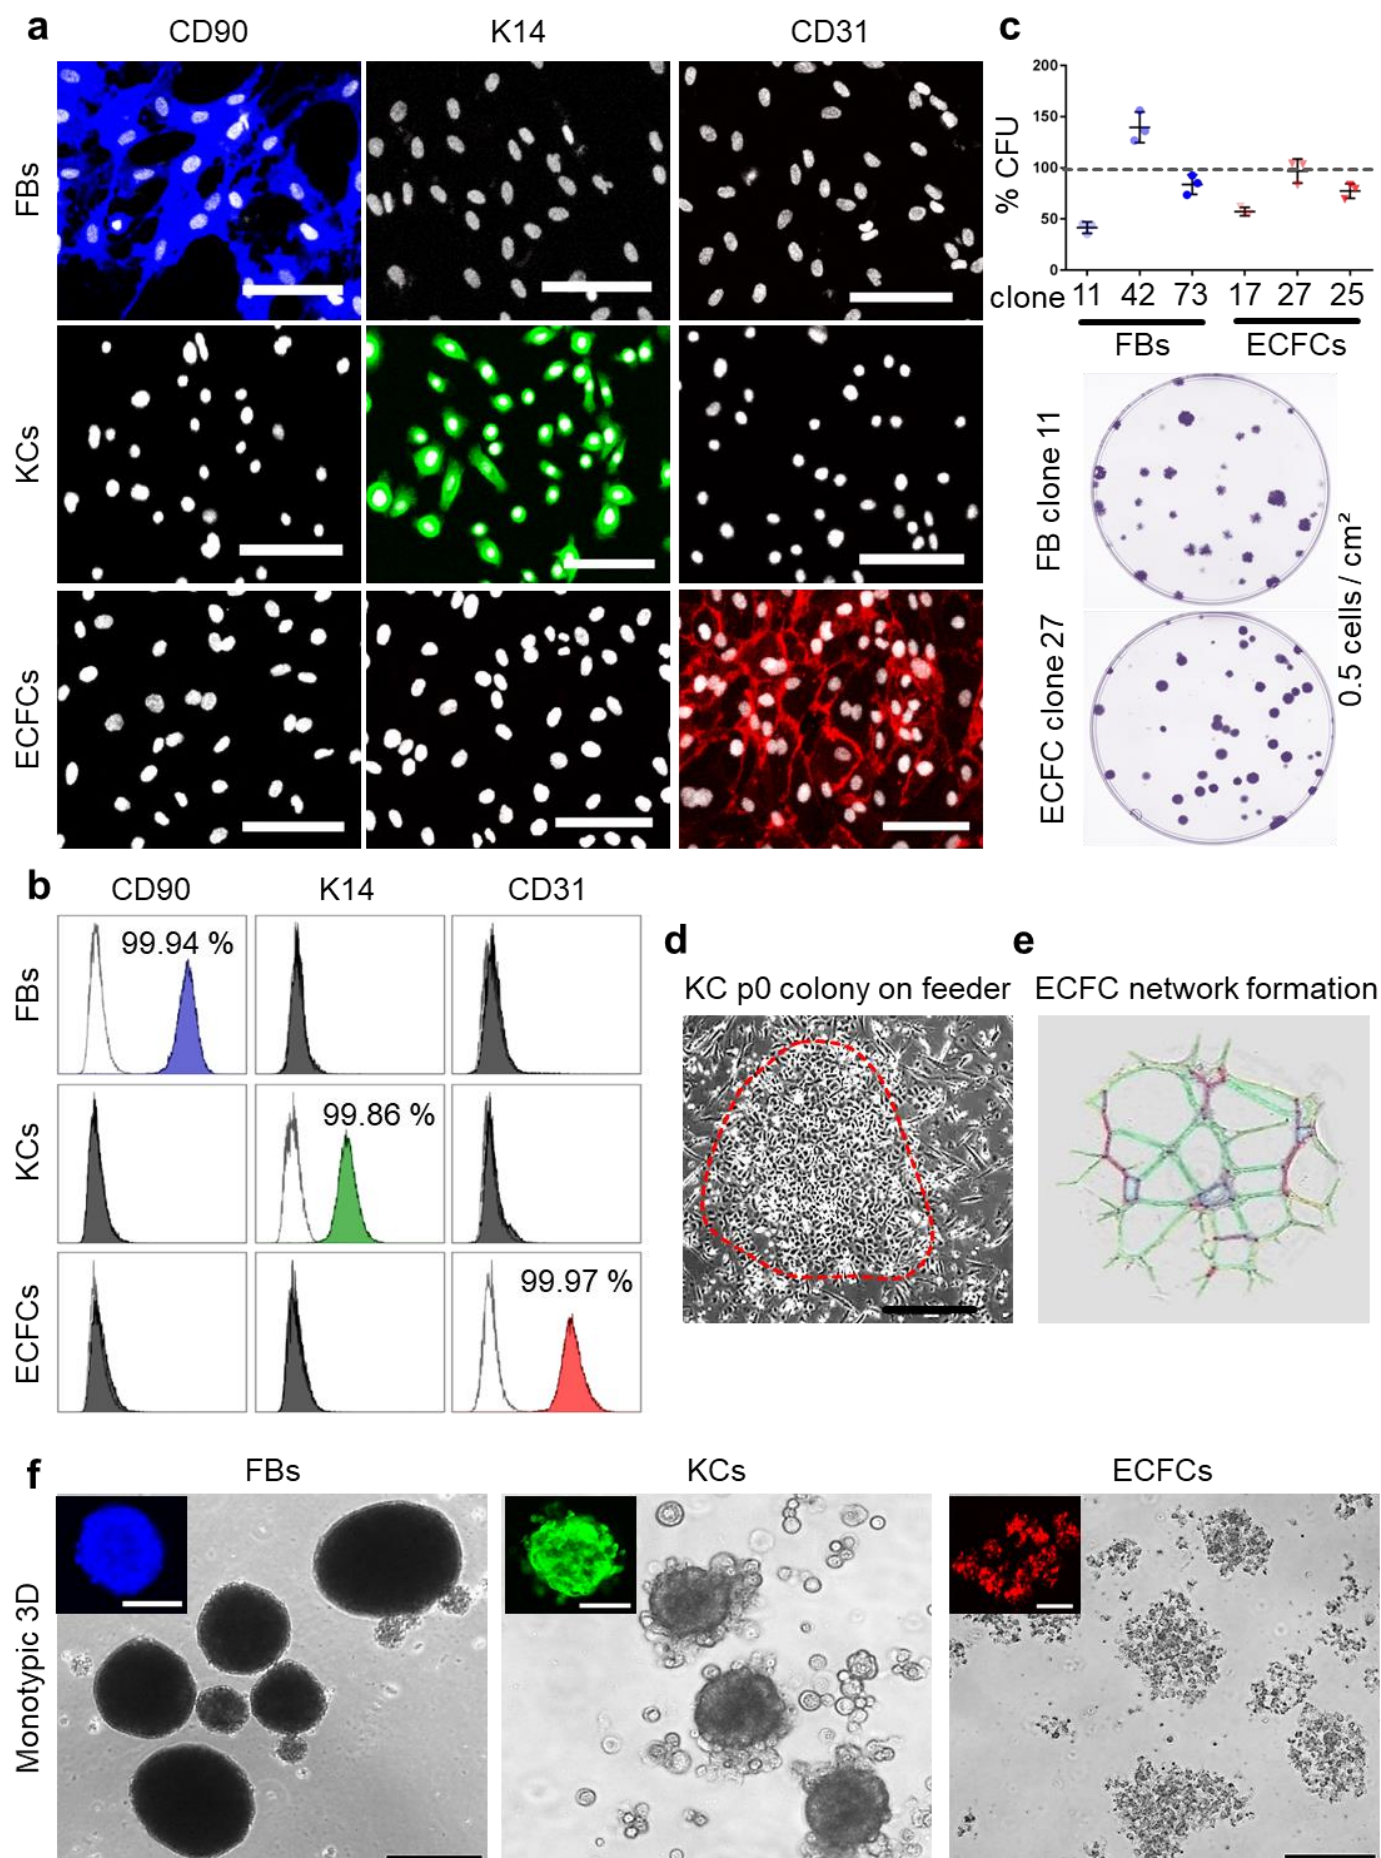 a
CD90 K14 CD31
FBs
KCs
ECFCs
c
% CFU
200
150
100
50
0
clone 11 42 73 17 27 25
FBs ECFCs
FB clone 11
ECFC clone 27
0.5 cells / cm²
b
CD90 K14 CD31
FBs
99.94 %
KCs
99.86 %
ECFCs
99.97 %
d
KC p0 colony on feeder
e
ECFC network formation
f
FBs KCs ECFCs
Monotypic 3D